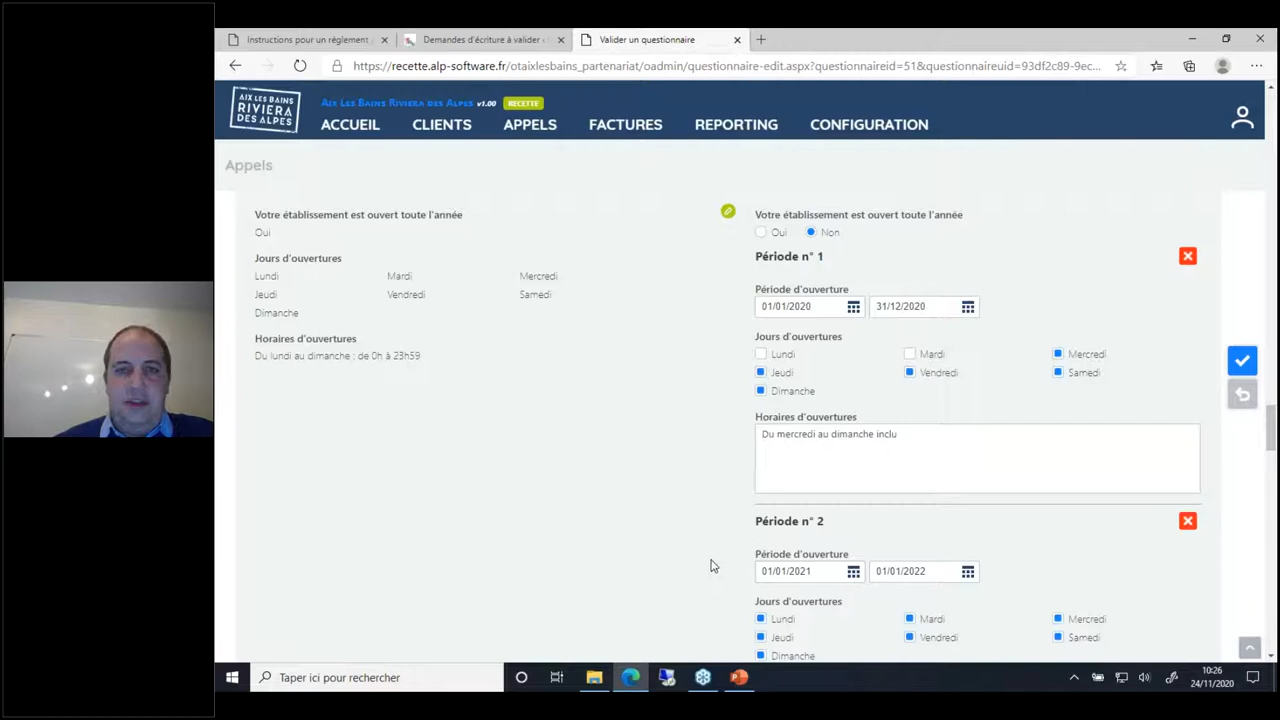 Instructions pour un règlement
Demandes d'écriture à valider
Valider un questionnaire
https://recette.alp-software.fr/otaixlesbains_partenariat/oadmin/questionnaire-edit.aspx?questionnaireid=51&questionnaireuid=93df2c89-9ec...
AIX LES BAINS
RIVIERA
DES ALPES
Aix Les Bains Riviera des Alpes v1.00 RECETTE
ACCUEIL CLIENTS APPELS FACTURES REPORTING CONFIGURATION
Appels
Votre établissement est ouvert toute l'année
Oui
Jours d'ouvertures
Lundi Mardi Mercredi
Jeudi Vendredi Samedi
Dimanche
Horaires d'ouvertures
Du lundi au dimanche : de 0h à 23h59
Votre établissement est ouvert toute l'année
Oui Non
Période n° 1
Période d'ouverture
01/01/2020 31/12/2020
Jours d'ouvertures
Lundi Mardi Mercredi
Jeudi Vendredi Samedi
Dimanche
Horaires d'ouvertures
Du mercredi au dimanche inclu
Période n° 2
Période d'ouverture
01/01/2021 01/01/2022
Jours d'ouvertures
Lundi Mardi Mercredi
Jeudi Vendredi Samedi
Dimanche
Taper ici pour rechercher
10:26
24/11/2020